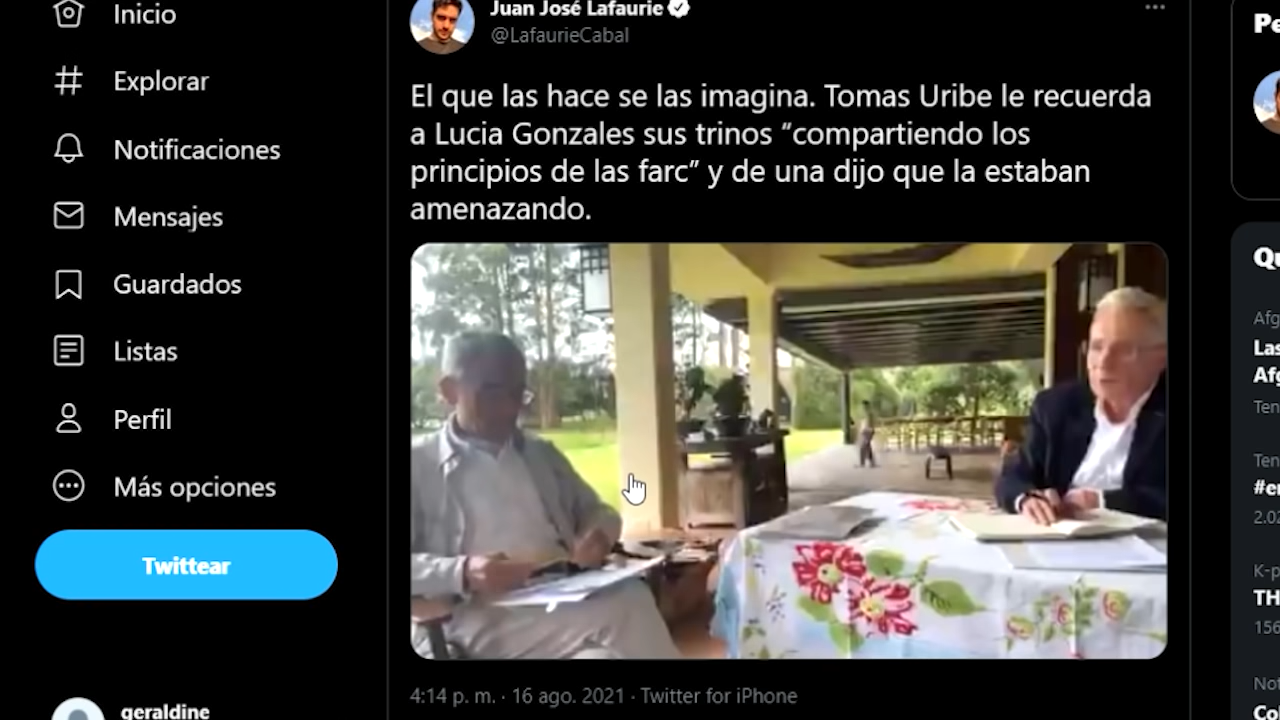 Inicio
Explorar
Notificaciones
Mensajes
Guardados
Listas
Perfil
Más opciones
Twittear
geraldine
Juan José Lafaurie
@LafaurieCabal
El que las hace se las imagina. Tomas Uribe le recuerda
a Lucia Gonzales sus trinos “compartiendo los
principios de las farc” y de una dijo que la estaban
amenazando.
4:14 p. m. · 16 ago. 2021 · Twitter for iPhone